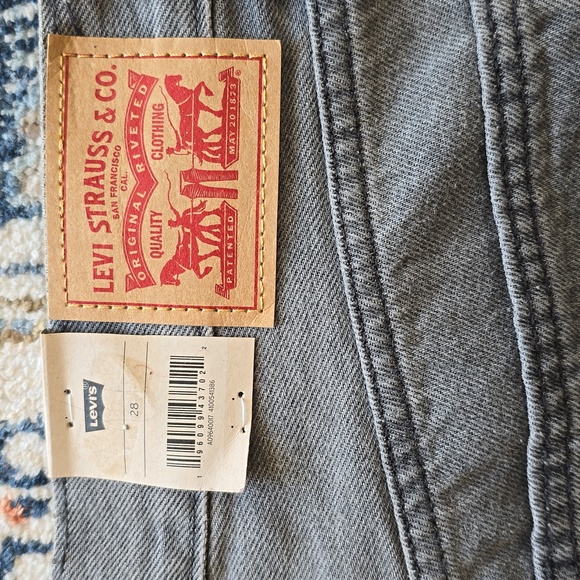 LEVI STRAUSS & CO.
SAN FRANCISCO
CAL.
ORIGINAL RIVETED
QUALITY CLOTHING
PATENTED MAY 20 1873
Levi's
28
1 96099 43702 2